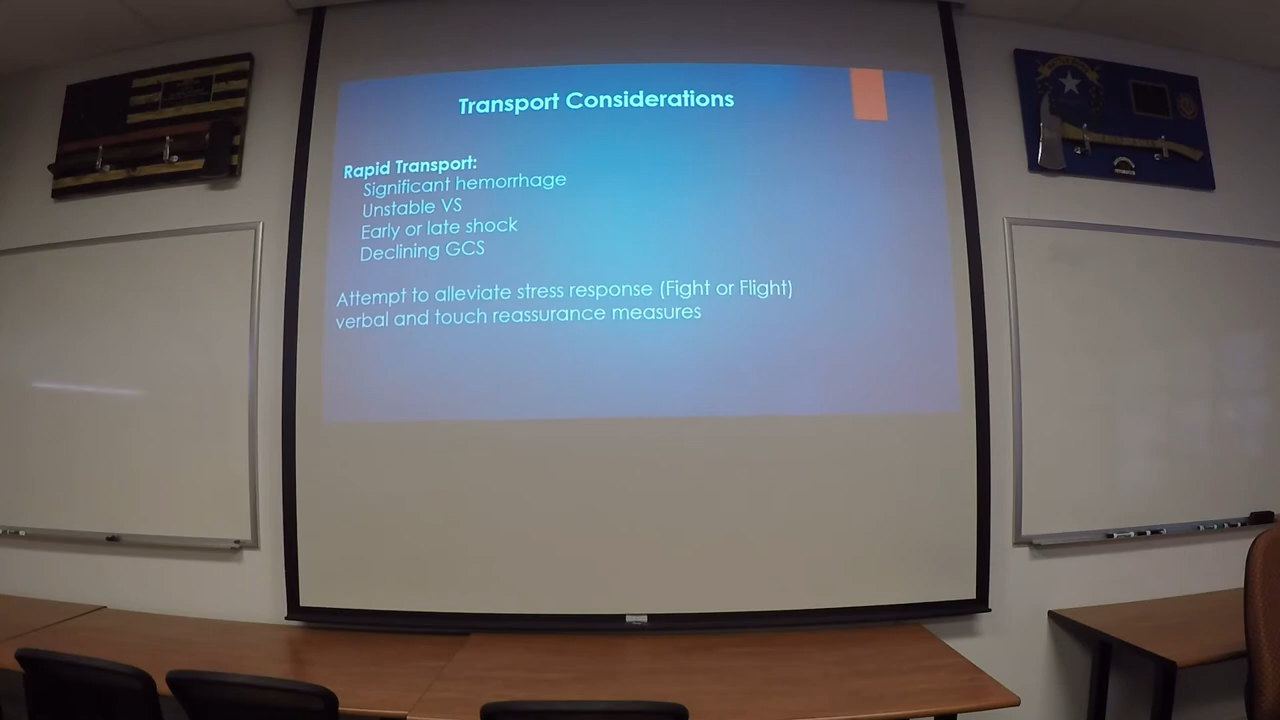 Transport Considerations
Rapid Transport:
Significant hemorrhage
Unstable VS
Early or late shock
Declining GCS
Attempt to alleviate stress response (Fight or Flight)
verbal and touch reassurance measures